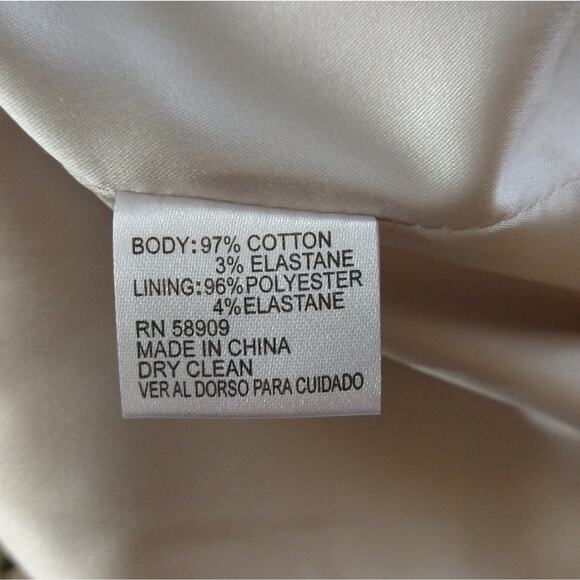 BODY:97% COTTON
3% ELASTANE
LINING:96%POLYESTER
4%ELASTANE
RN 58909
MADE IN CHINA
DRY CLEAN
VER AL DORSO PARA CUIDADO